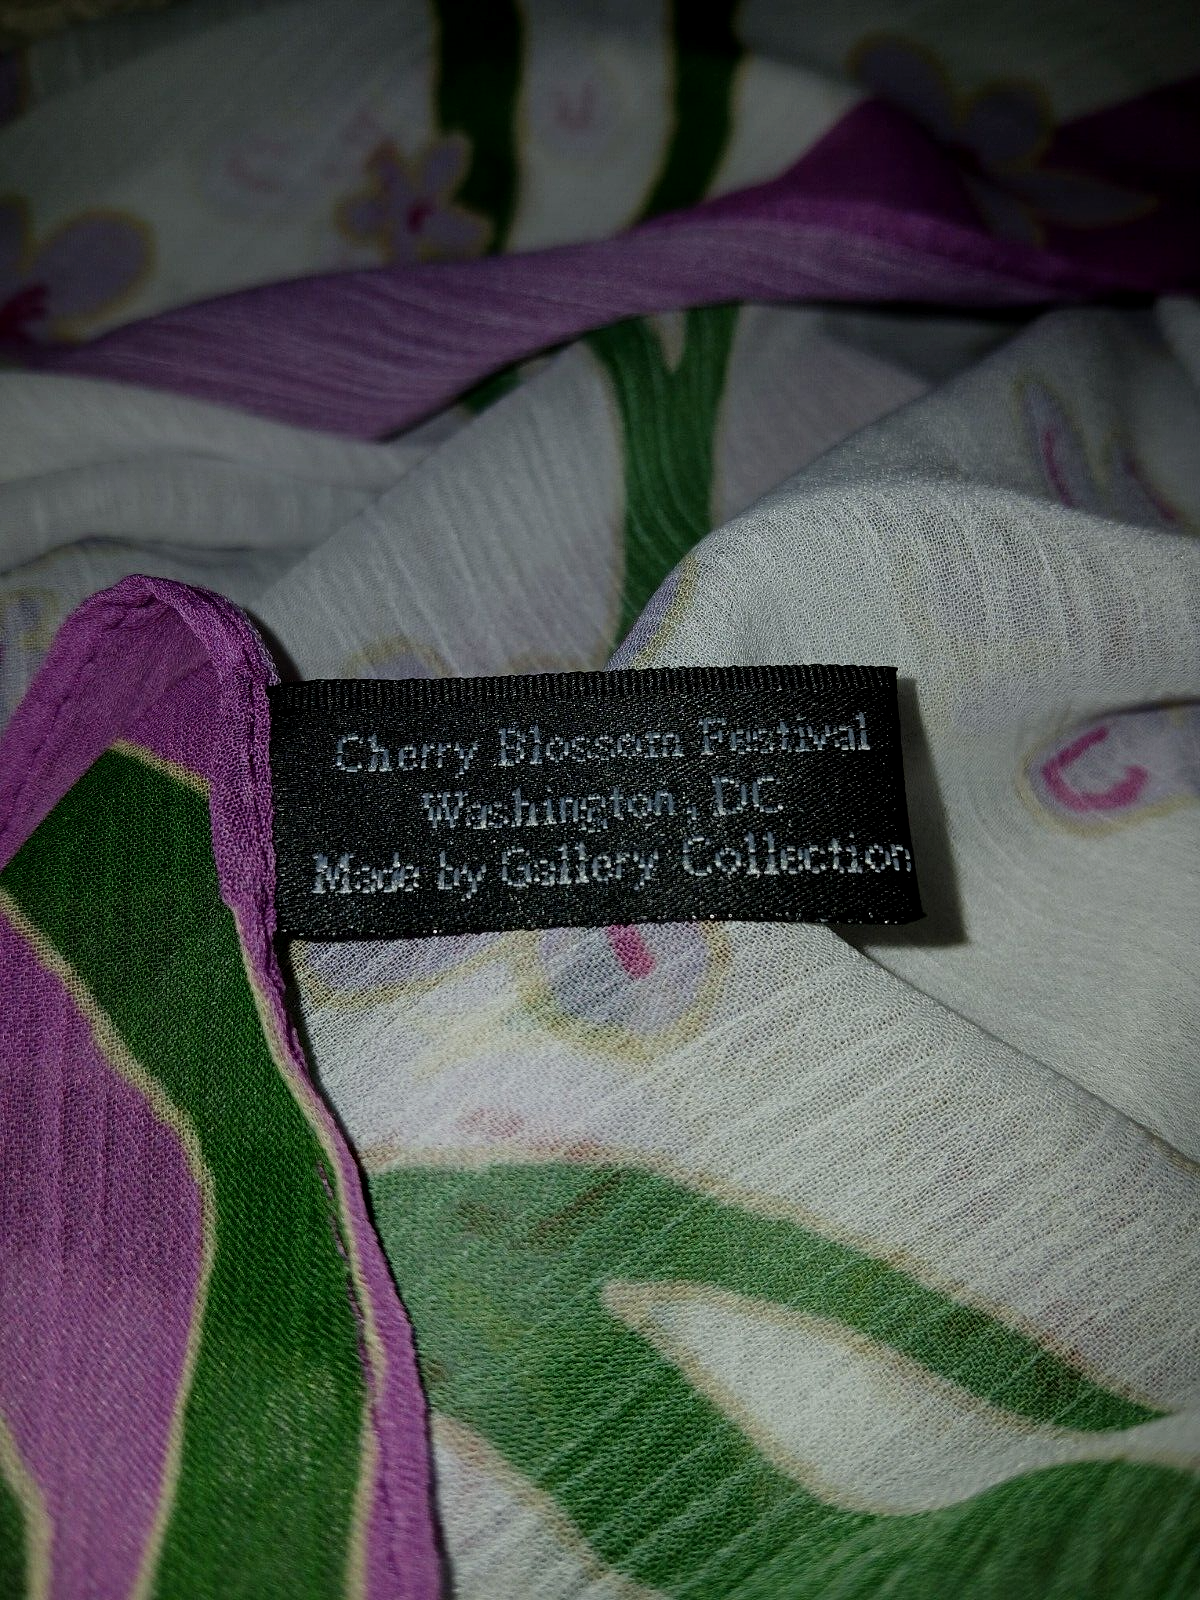 Cherry Blossom Festival
Washington, DC
Made by Gallery Collection